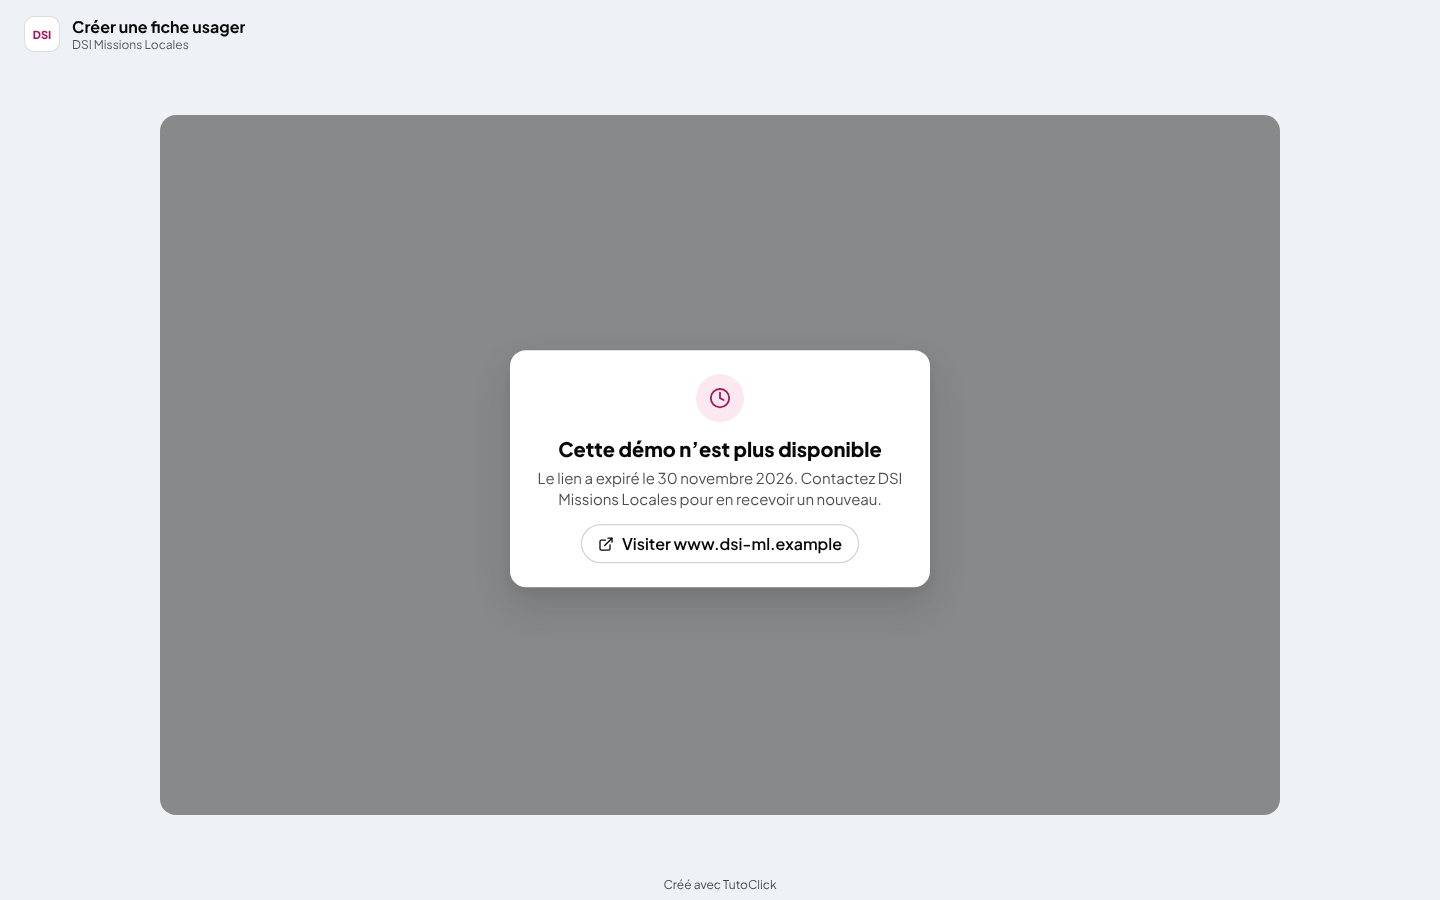 DSI
Créer une fiche usager
DSI Missions Locales
Cette démo n’est plus disponible
Le lien a expiré le 30 novembre 2026. Contactez DSI
Missions Locales pour en recevoir un nouveau.
Visiter www.dsi-ml.example
Créé avec TutoClick